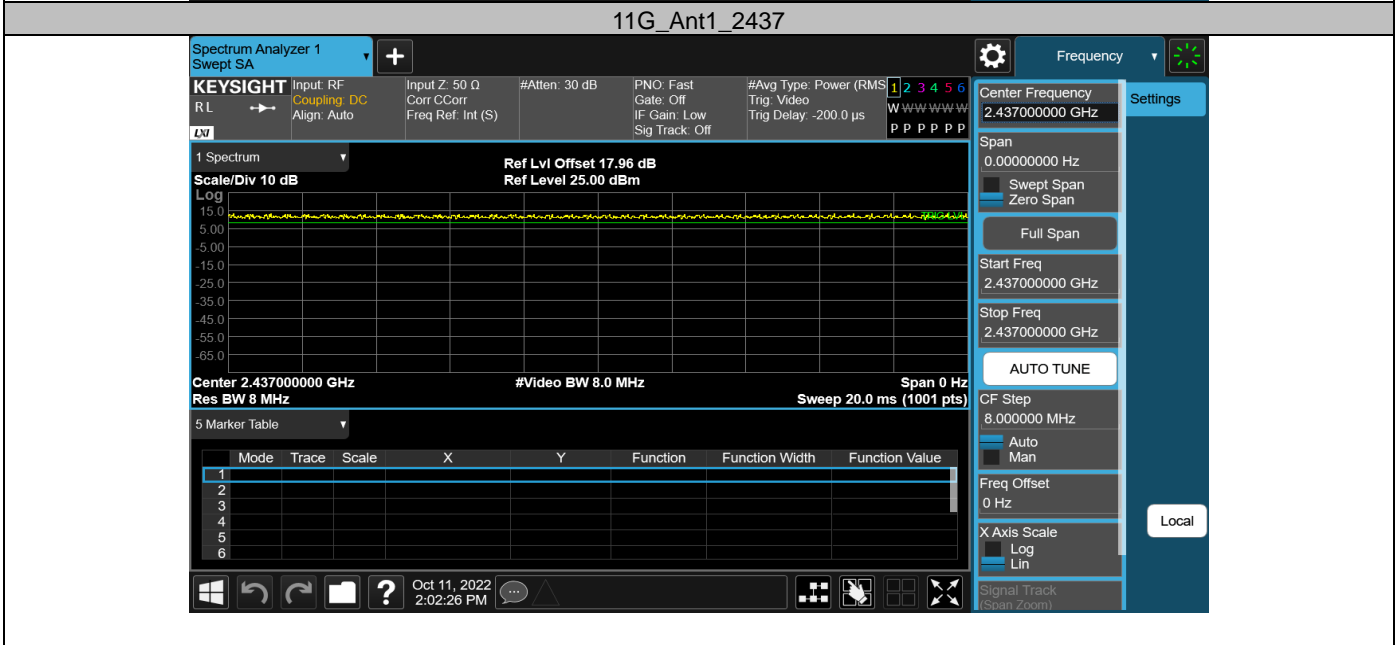 11G_Ant1_2437
Spectrum Analyzer 1
Swept SA
Frequency
KEYSIGHT
RL
LXI
Input: RF
Coupling: DC
Align: Auto
Input Z: 50 Ω
Corr CCorr
Freq Ref: Int (S)
#Atten: 30 dB
PNO: Fast
Gate: Off
IF Gain: Low
Sig Track: Off
#Avg Type: Power (RMS
Trig: Video
Trig Delay: -200.0 µs
1 2 3 4 5 6
W W W W W W
P P P P P P
Center Frequency
2.437000000 GHz
Settings
Span
0.00000000 Hz
Swept Span
Zero Span
Full Span
Start Freq
2.437000000 GHz
Stop Freq
2.437000000 GHz
AUTO TUNE
CF Step
8.000000 MHz
Auto
Man
Freq Offset
0 Hz
X Axis Scale
Log
Lin
Signal Track
(Span Zoom)
Local
1 Spectrum
Scale/Div 10 dB
Ref Lvl Offset 17.96 dB
Ref Level 25.00 dBm
Log
15.0
TRIG LVL
5.00
-5.00
-15.0
-25.0
-35.0
-45.0
-55.0
-65.0
Center 2.437000000 GHz
#Video BW 8.0 MHz
Span 0 Hz
Res BW 8 MHz
Sweep 20.0 ms (1001 pts)
5 Marker Table
Mode Trace Scale X Y Function Function Width Function Value
1
2
3
4
5
6
Oct 11, 2022
2:02:26 PM